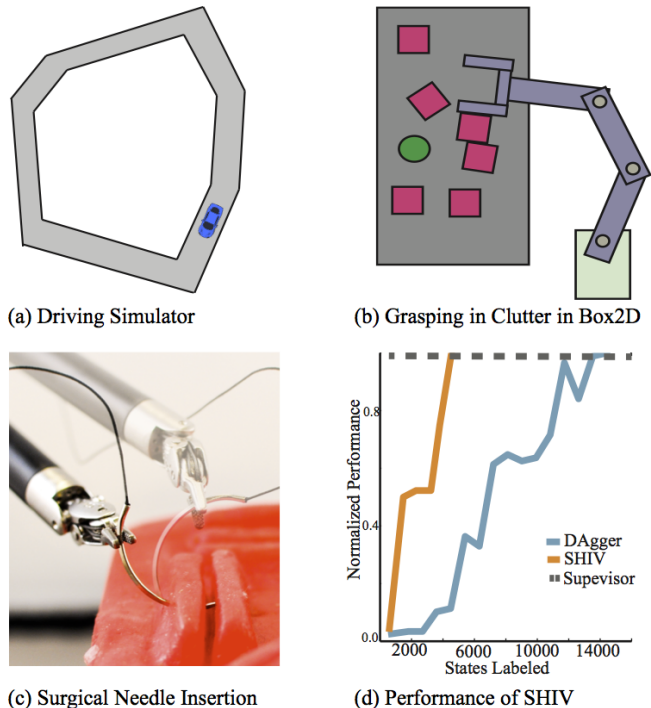 (a) Driving Simulator
(b) Grasping in Clutter in Box2D
Normalized Performance
0.8
0.4
0.0
DAgger
SHIV
Supevisor
2000 6000 10000 14000
States Labeled
(c) Surgical Needle Insertion
(d) Performance of SHIV